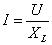 I = U / X_L